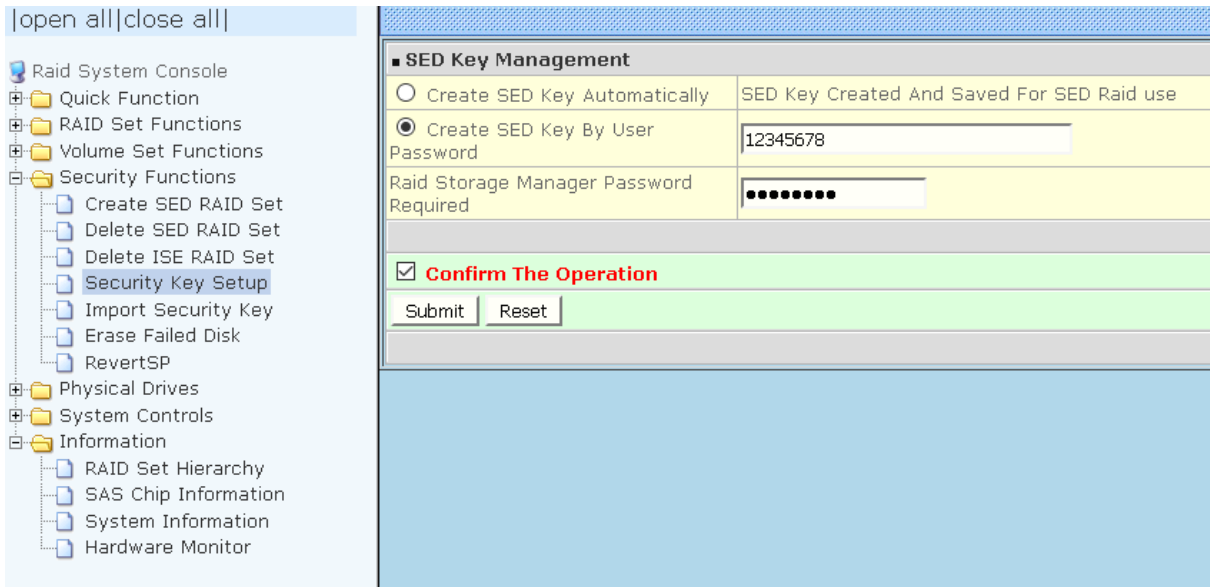 |open all|close all|
Raid System Console
Quick Function
RAID Set Functions
Volume Set Functions
Security Functions
Create SED RAID Set
Delete SED RAID Set
Delete ISE RAID Set
Security Key Setup
Import Security Key
Erase Failed Disk
RevertSP
Physical Drives
System Controls
Information
RAID Set Hierarchy
SAS Chip Information
System Information
Hardware Monitor
SED Key Management
Create SED Key Automatically
SED Key Created And Saved For SED Raid use
Create SED Key By User
Password
12345678
Raid Storage Manager Password
Required
●●●●●●●●
Confirm The Operation
Submit
Reset